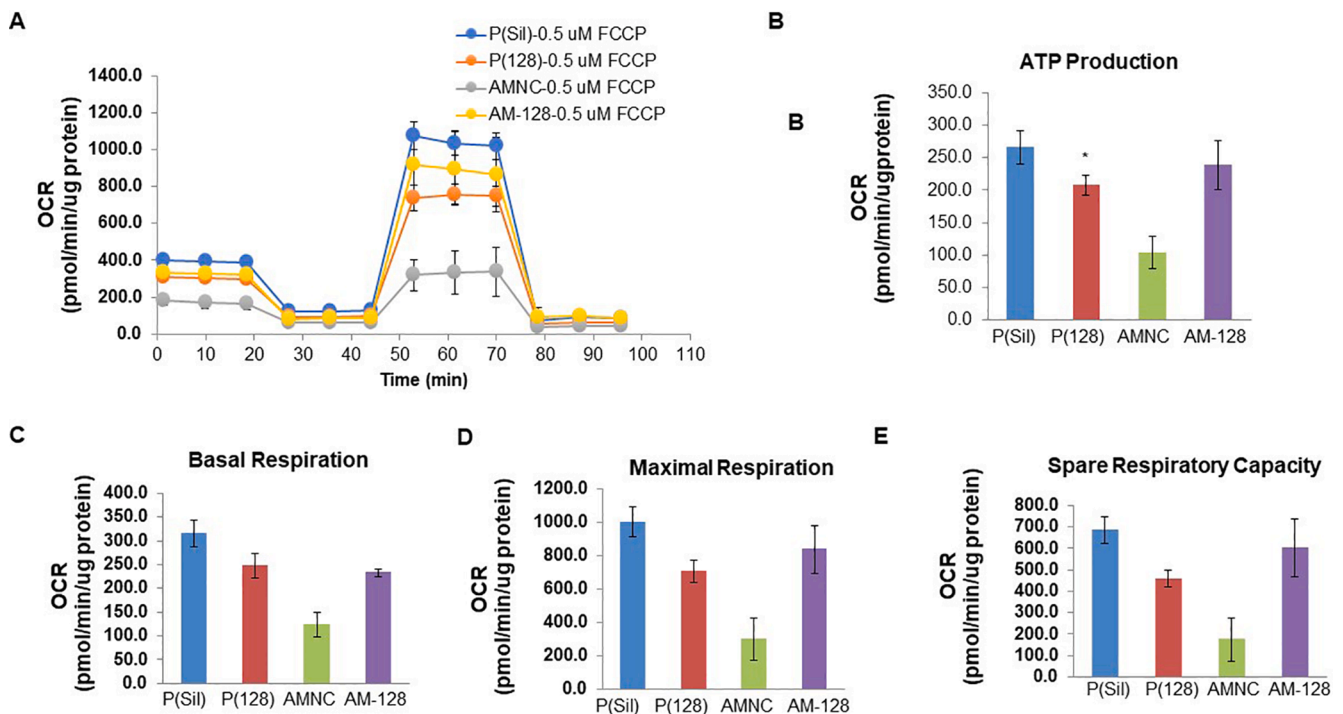 A
P(Sil)-0.5 uM FCCP
P(128)-0.5 uM FCCP
AMNC-0.5 uM FCCP
AM-128-0.5 uM FCCP
OCR
(pmol/min/ug protein)
1400.0
1200.0
1000.0
800.0
600.0
400.0
200.0
0.0
0 10 20 30 40 50 60 70 80 90 100 110
Time (min)
B
ATP Production
B
OCR
(pmol/min/ugprotein)
350.0
300.0
250.0
200.0
150.0
100.0
50.0
0.0
*
P(Sil) P(128) AMNC AM-128
C
Basal Respiration
OCR
(pmol/min/ug protein)
400.0
350.0
300.0
250.0
200.0
150.0
100.0
50.0
0.0
P(Sil) P(128) AMNC AM-128
D
Maximal Respiration
OCR
(pmol/min/ug protein)
1200.0
1000.0
800.0
600.0
400.0
200.0
0.0
P(Sil) P(128) AMNC AM-128
E
Spare Respiratory Capacity
OCR
(pmol/min/ug protein)
800.0
700.0
600.0
500.0
400.0
300.0
200.0
100.0
0.0
P(Sil) P(128) AMNC AM-128